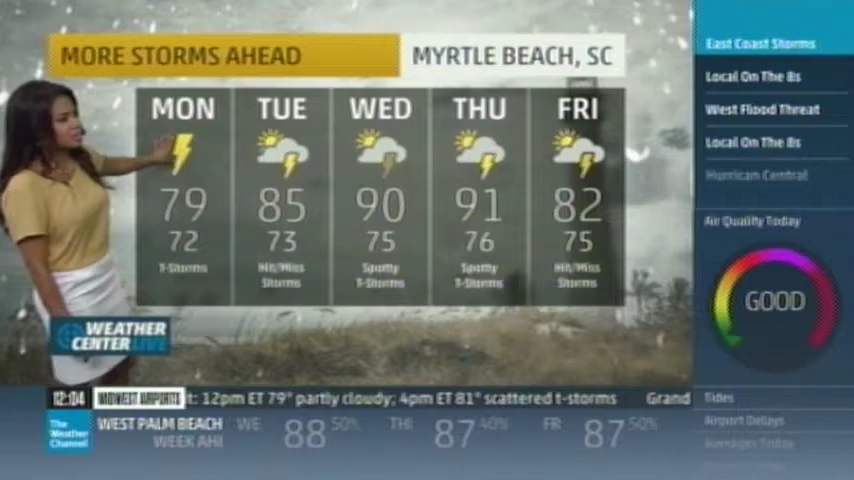 MORE STORMS AHEAD
MYRTLE BEACH, SC
MON TUE WED THU FRI
79 85 90 91 82
72 73 75 76 75
T-Storms Hit/Miss Storms Spotty T-Storms Spotty T-Storms Hit/Miss Storms
WEATHER
CENTER LIVE
12:04 MIDWEST AIRPORTS t: 12pm ET 79° partly cloudy; 4pm ET 81° scattered t-storms Grand
The Weather Channel
WEST PALM BEACH WE 88 50% TH 87 40% FR 87 50%
WEEK AH
East Coast Storms
Local On The 8s
West Flood Threat
Local On The 8s
Hurrican Central
Air Quality Today
GOOD
Tides
Airport Delays
Averages Today